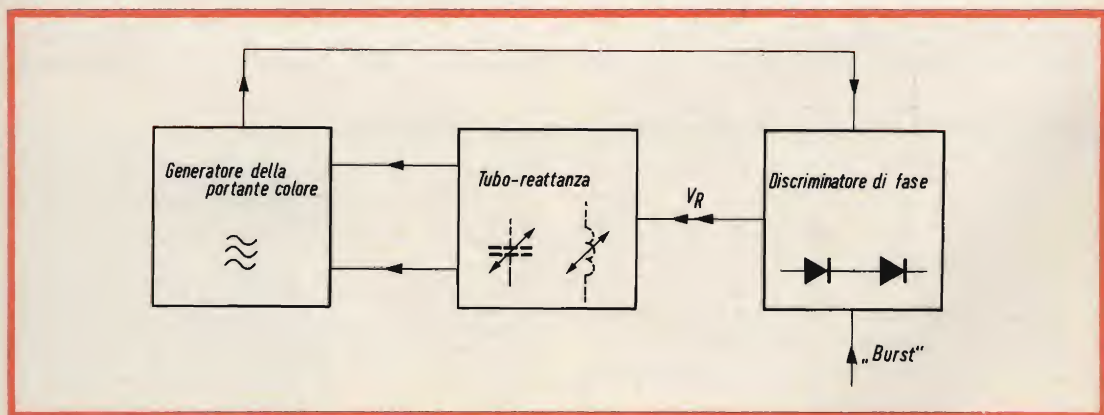 Generatore della
portante colore
Tubo-reattanza
V_R
Discriminatore di fase
„Burst“